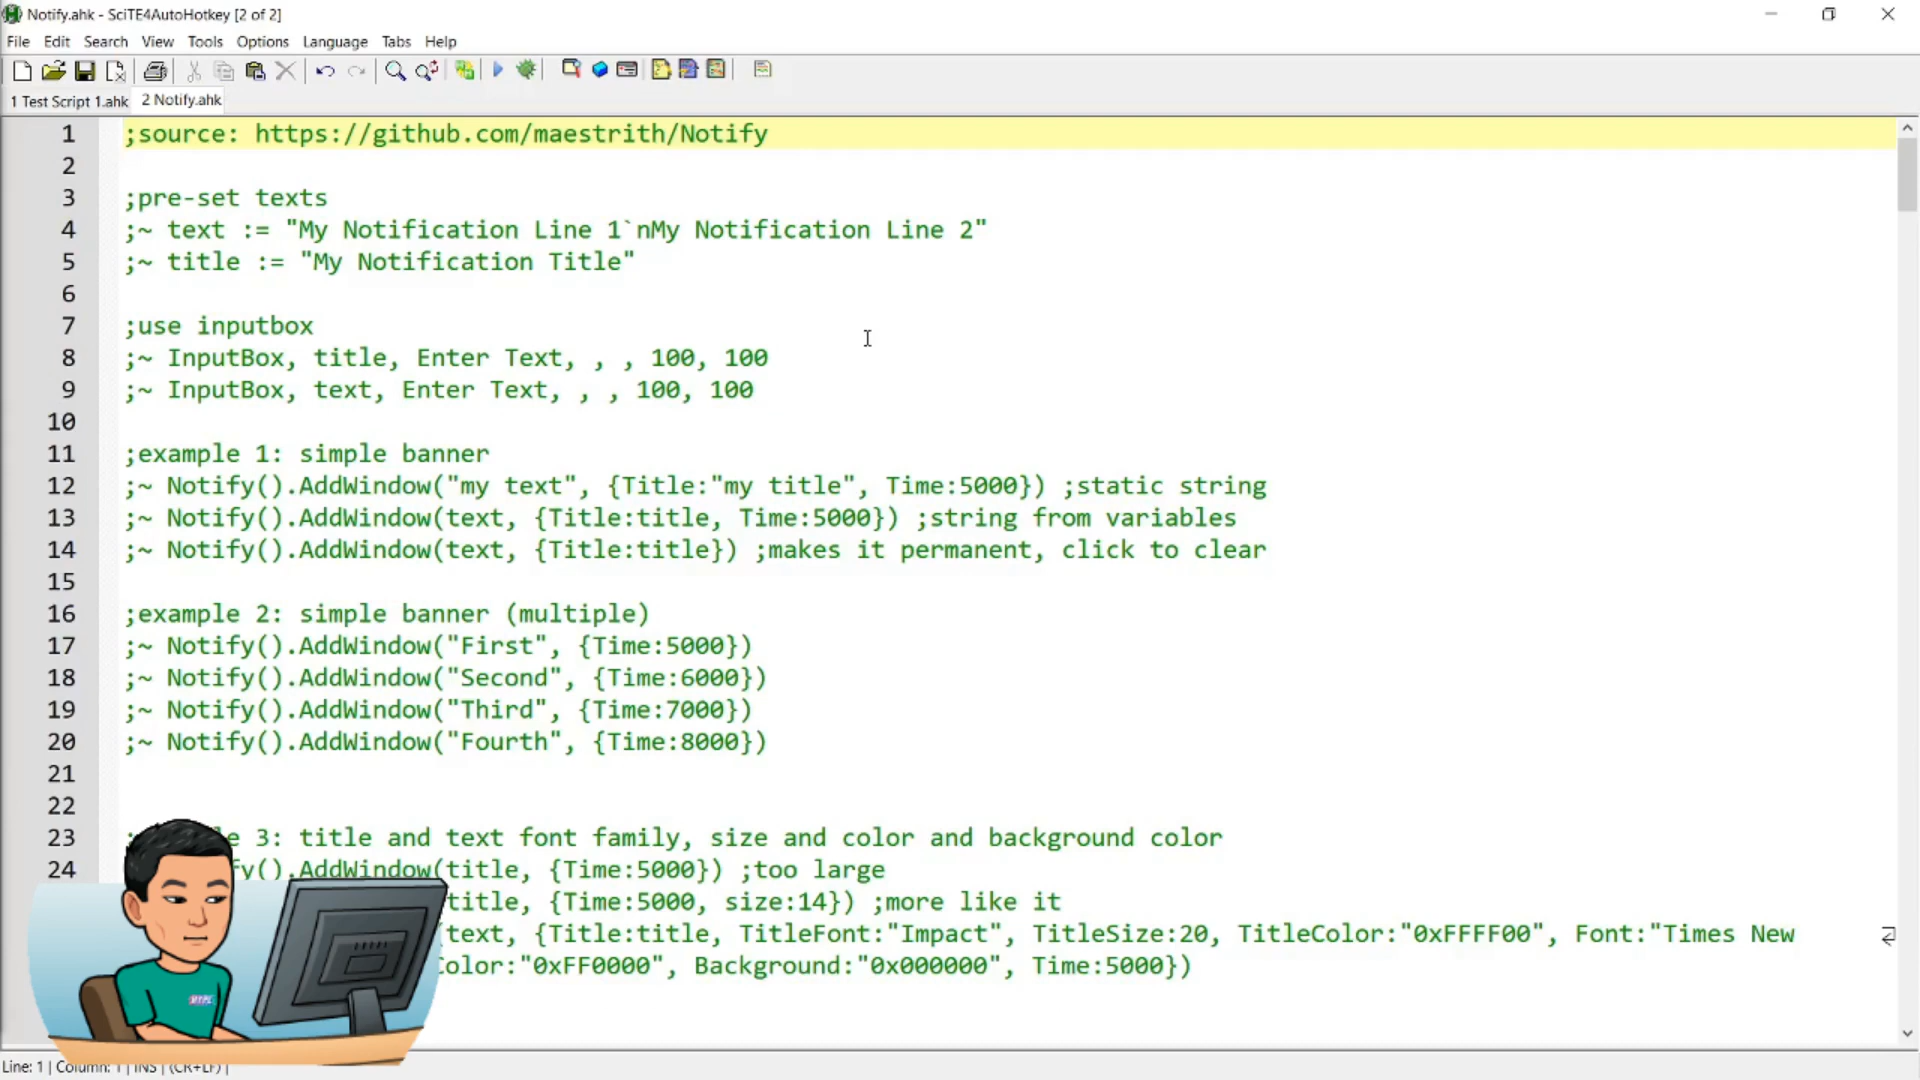 Notify.ahk - SciTE4AutoHotkey [2 of 2]
File Edit Search View Tools Options Language Tabs Help
1 Test Script 1.ahk 2 Notify.ahk
1 ;source: https://github.com/maestrith/Notify
2
3 ;pre-set texts
4 ;~ text := "My Notification Line 1`nMy Notification Line 2"
5 ;~ title := "My Notification Title"
6
7 ;use inputbox
8 ;~ InputBox, title, Enter Text, , , 100, 100
9 ;~ InputBox, text, Enter Text, , , 100, 100
10
11 ;example 1: simple banner
12 ;~ Notify().AddWindow("my text", {Title:"my title", Time:5000}) ;static string
13 ;~ Notify().AddWindow(text, {Title:title, Time:5000}) ;string from variables
14 ;~ Notify().AddWindow(text, {Title:title}) ;makes it permanent, click to clear
15
16 ;example 2: simple banner (multiple)
17 ;~ Notify().AddWindow("First", {Time:5000})
18 ;~ Notify().AddWindow("Second", {Time:6000})
19 ;~ Notify().AddWindow("Third", {Time:7000})
20 ;~ Notify().AddWindow("Fourth", {Time:8000})
21
22
23 3: title and text font family, size and color and background color
24 fy().AddWindow(title, {Time:5000}) ;too large
title, {Time:5000, size:14}) ;more like it
(text, {Title:title, TitleFont:"Impact", TitleSize:20, TitleColor:"0xFFFF00", Font:"Times New
Color:"0xFF0000", Background:"0x000000", Time:5000})
MYPL
Line: 1 | Column: 1 | INS | (CR+LF) |